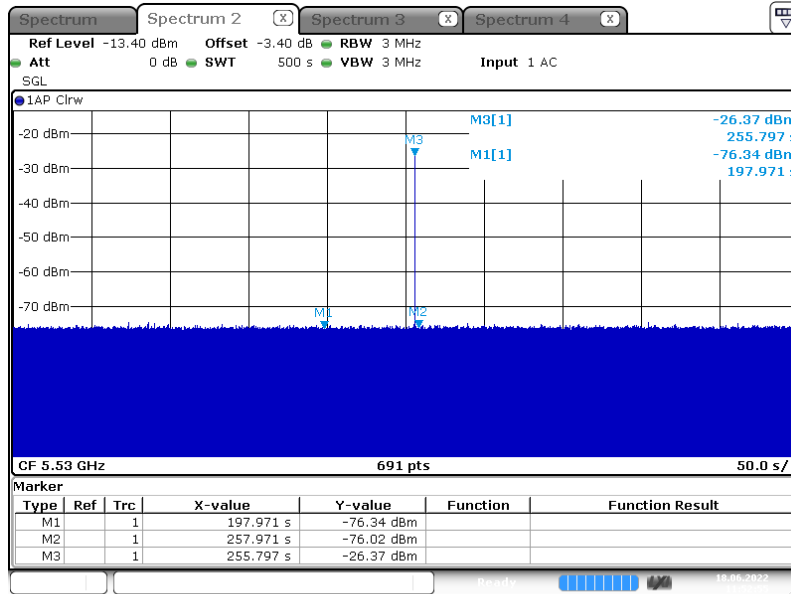 Spectrum Spectrum 2 X Spectrum 3 X Spectrum 4 X
Ref Level -13.40 dBm Offset -3.40 dB RBW 3 MHz
Att 0 dB SWT 500 s VBW 3 MHz Input 1 AC
SGL
1AP Clrw
M3[1] -26.37 dBm
255.797 s
M1[1] -76.34 dBm
197.971 s
-20 dBm
M3
-30 dBm
-40 dBm
-50 dBm
-60 dBm
-70 dBm
M1 M2
CF 5.53 GHz 691 pts 50.0 s/
Marker
Type Ref Trc X-value Y-value Function Function Result
M1 1 197.971 s -76.34 dBm
M2 1 257.971 s -76.02 dBm
M3 1 255.797 s -26.37 dBm
Ready 10.06.2022